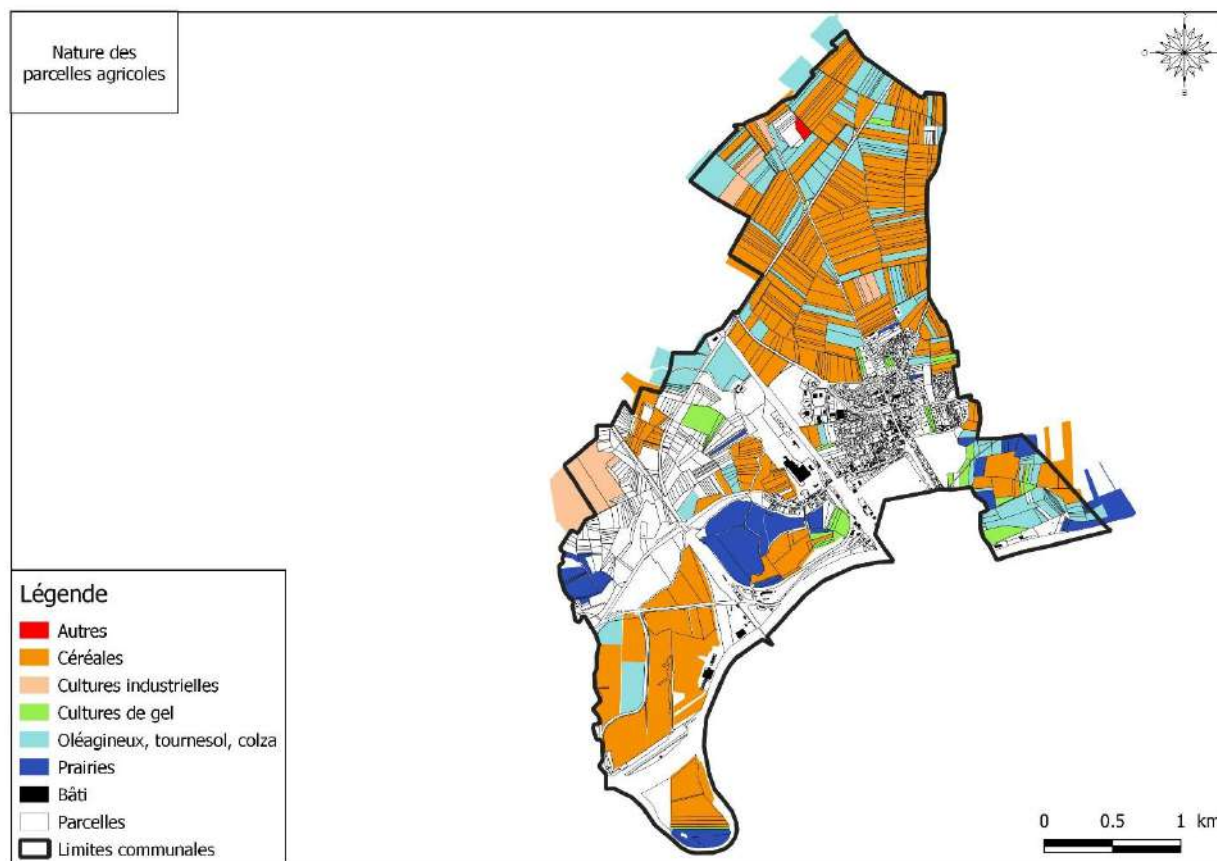 Nature des
parcelles agricoles
O
Légende
Autres
Céréales
Cultures industrielles
Cultures de gel
Oléagineux, tournesol, colza
Prairies
Bâti
Parcelles
Limites communales
0 0.5 1 km